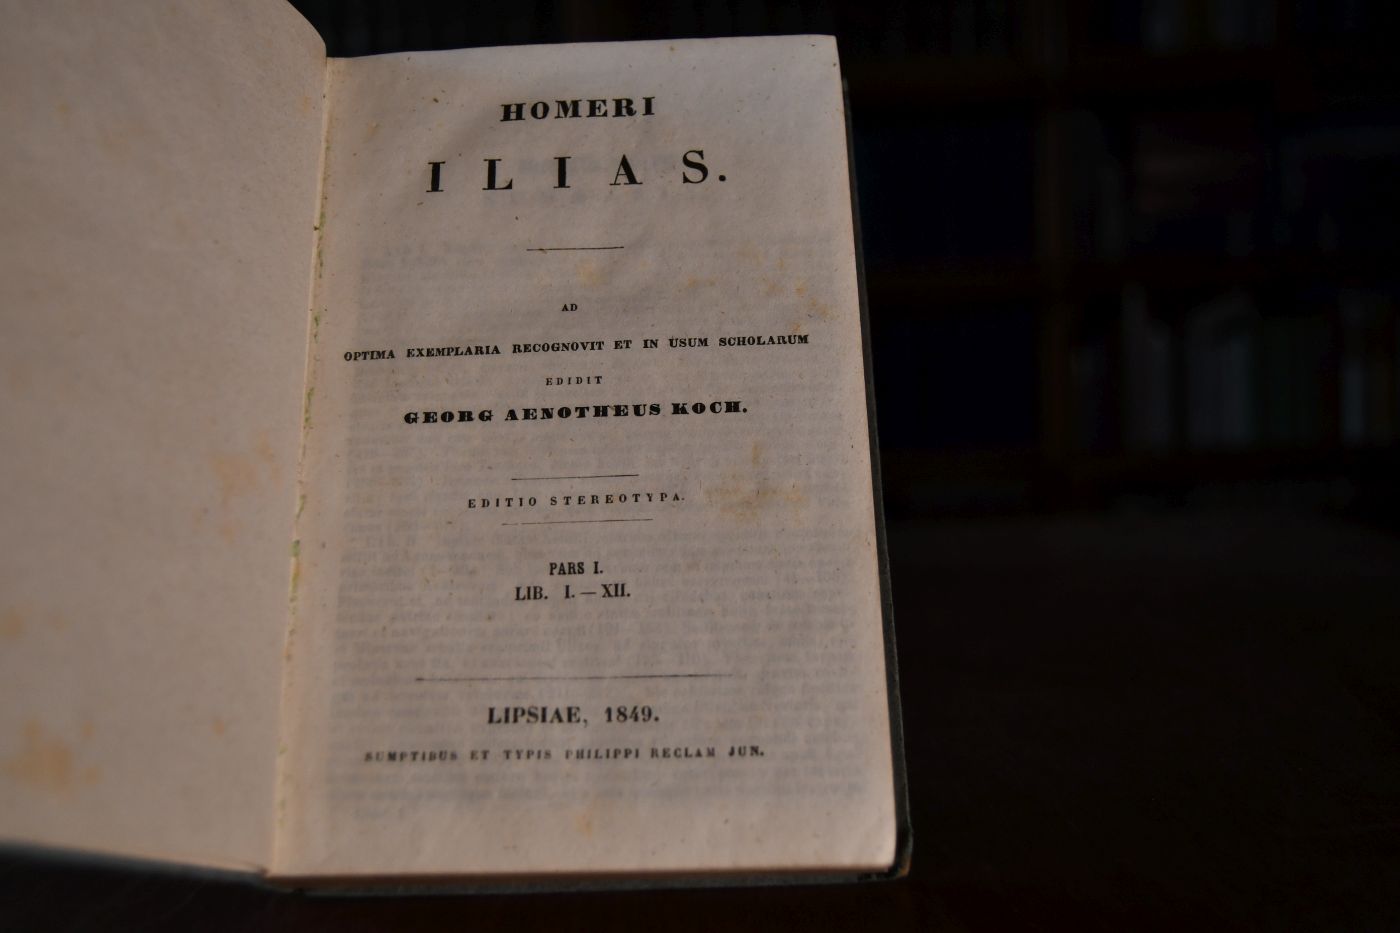 HOMERI
ILIAS.
AD
OPTIMA EXEMPLARIA RECOGNOVIT ET IN USUM SCHOLARUM
EDIDIT
GEORG AENOTHEUS KOCH.
EDITIO STEREOTYPA.
PARS I.
LIB. I. — XII.
LIPSIAE, 1849.
SUMPTIBUS ET TYPIS PHILIPPI RECLAM JUN.